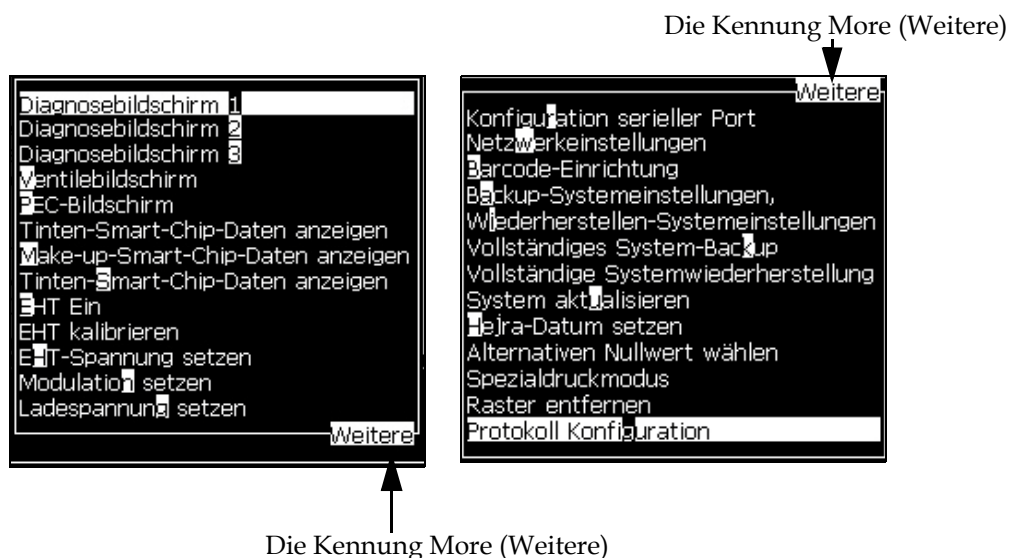 Die Kennung More (Weitere)
Diagnosebildschirm 1
Diagnosebildschirm 2
Diagnosebildschirm 3
Ventilebildschirm
PEC-Bildschirm
Tinten-Smart-Chip-Daten anzeigen
Make-up-Smart-Chip-Daten anzeigen
Tinten-Smart-Chip-Daten anzeigen
EHT Ein
EHT kalibrieren
EHT-Spannung setzen
Modulation setzen
Ladespannung setzen
Weitere
Weitere
Konfiguration serieller Port
Netzwerkeinstellungen
Barcode-Einrichtung
Backup-Systemeinstellungen,
Wiederherstellen-Systemeinstellungen
Vollständiges System-Backup
Vollständige Systemwiederherstellung
System aktualisieren
Hejra-Datum setzen
Alternativen Nullwert wählen
Spezialdruckmodus
Raster entfernen
Protokoll Konfiguration
Die Kennung More (Weitere)